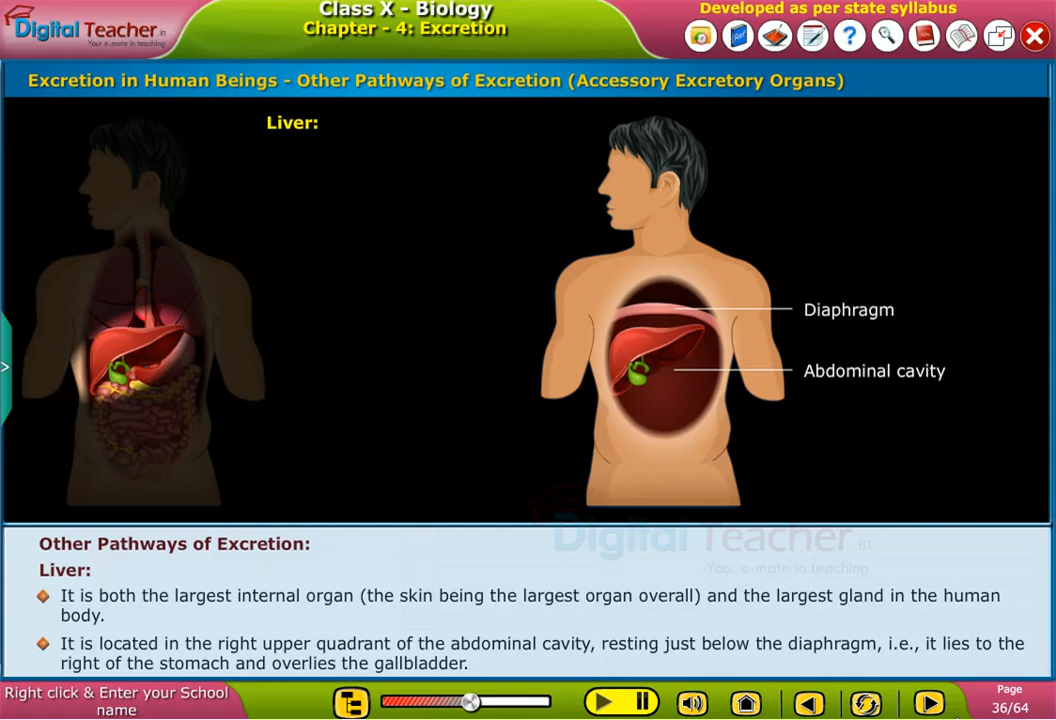 Digital Teacher.in
Your e-mate in teaching
Class X - Biology
Chapter - 4: Excretion
Developed as per state syllabus
Excretion in Human Beings - Other Pathways of Excretion (Accessory Excretory Organs)
Liver:
Diaphragm
Abdominal cavity
Digital Teacher.in
Your e-mate in teaching
Other Pathways of Excretion:
Liver:
It is both the largest internal organ (the skin being the largest organ overall) and the largest gland in the human
body.
It is located in the right upper quadrant of the abdominal cavity, resting just below the diaphragm, i.e., it lies to the
right of the stomach and overlies the gallbladder.
Right click & Enter your School
name
Page
36/64